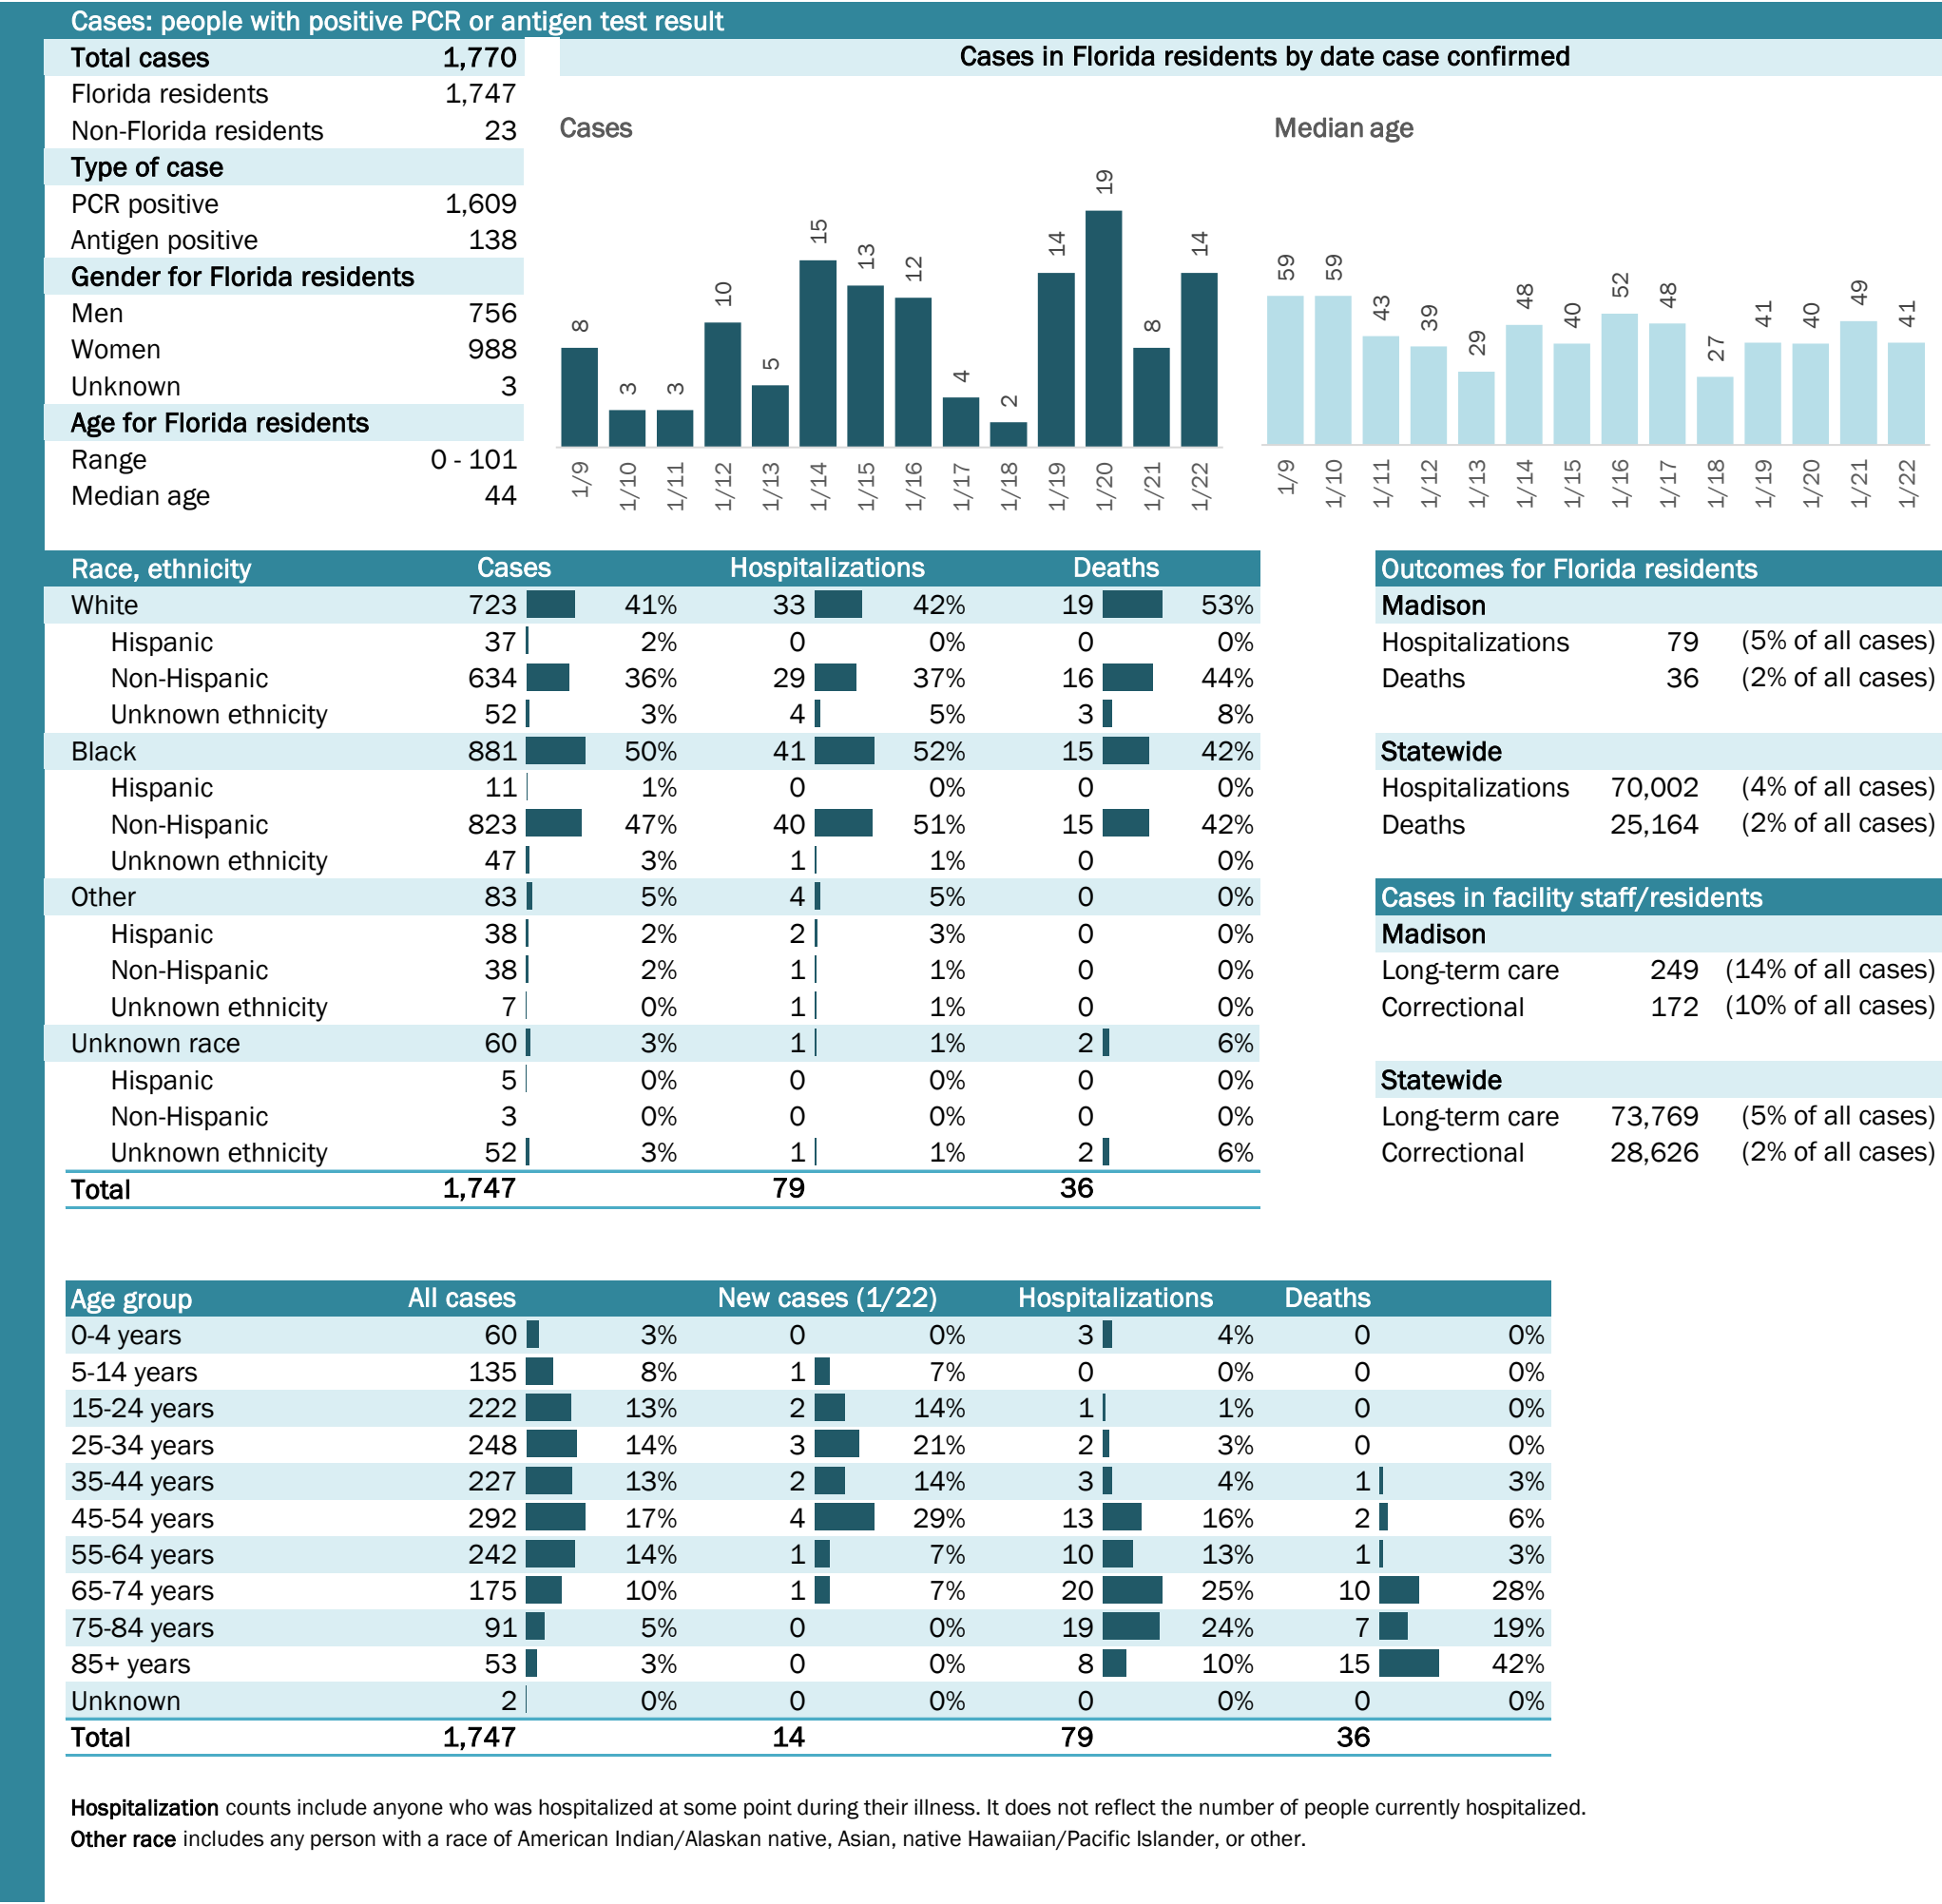 Cases: people with positive PCR or antigen test result
Total cases 1,770
Florida residents 1,747
Non-Florida residents 23
Type of case
PCR positive 1,609
Antigen positive 138
Gender for Florida residents
Men 756
Women 988
Unknown 3
Age for Florida residents
Range 0 - 101
Median age 44
Cases in Florida residents by date case confirmed
Cases
8 3 3 10 5 15 13 12 4 2 14 19 8 14
1/9 1/10 1/11 1/12 1/13 1/14 1/15 1/16 1/17 1/18 1/19 1/20 1/21 1/22
Median age
59 59 43 39 29 48 40 52 48 27 41 40 49 41
1/9 1/10 1/11 1/12 1/13 1/14 1/15 1/16 1/17 1/18 1/19 1/20 1/21 1/22
Race, ethnicity Cases Hospitalizations Deaths
White 723 41% 33 42% 19 53%
Hispanic 37 2% 0 0% 0 0%
Non-Hispanic 634 36% 29 37% 16 44%
Unknown ethnicity 52 3% 4 5% 3 8%
Black 881 50% 41 52% 15 42%
Hispanic 11 1% 0 0% 0 0%
Non-Hispanic 823 47% 40 51% 15 42%
Unknown ethnicity 47 3% 1 1% 0 0%
Other 83 5% 4 5% 0 0%
Hispanic 38 2% 2 3% 0 0%
Non-Hispanic 38 2% 1 1% 0 0%
Unknown ethnicity 7 0% 1 1% 0 0%
Unknown race 60 3% 1 1% 2 6%
Hispanic 5 0% 0 0% 0 0%
Non-Hispanic 3 0% 0 0% 0 0%
Unknown ethnicity 52 3% 1 1% 2 6%
Total 1,747 79 36
Outcomes for Florida residents
Madison
Hospitalizations 79 (5% of all cases)
Deaths 36 (2% of all cases)
Statewide
Hospitalizations 70,002 (4% of all cases)
Deaths 25,164 (2% of all cases)
Cases in facility staff/residents
Madison
Long-term care 249 (14% of all cases)
Correctional 172 (10% of all cases)
Statewide
Long-term care 73,769 (5% of all cases)
Correctional 28,626 (2% of all cases)
Age group All cases New cases (1/22) Hospitalizations Deaths
0-4 years 60 3% 0 0% 3 4% 0 0%
5-14 years 135 8% 1 7% 0 0% 0 0%
15-24 years 222 13% 2 14% 1 1% 0 0%
25-34 years 248 14% 3 21% 2 3% 0 0%
35-44 years 227 13% 2 14% 3 4% 1 3%
45-54 years 292 17% 4 29% 13 16% 2 6%
55-64 years 242 14% 1 7% 10 13% 1 3%
65-74 years 175 10% 1 7% 20 25% 10 28%
75-84 years 91 5% 0 0% 19 24% 7 19%
85+ years 53 3% 0 0% 8 10% 15 42%
Unknown 2 0% 0 0% 0 0% 0 0%
Total 1,747 14 79 36
Hospitalization counts include anyone who was hospitalized at some point during their illness. It does not reflect the number of people currently hospitalized.
Other race includes any person with a race of American Indian/Alaskan native, Asian, native Hawaiian/Pacific Islander, or other.